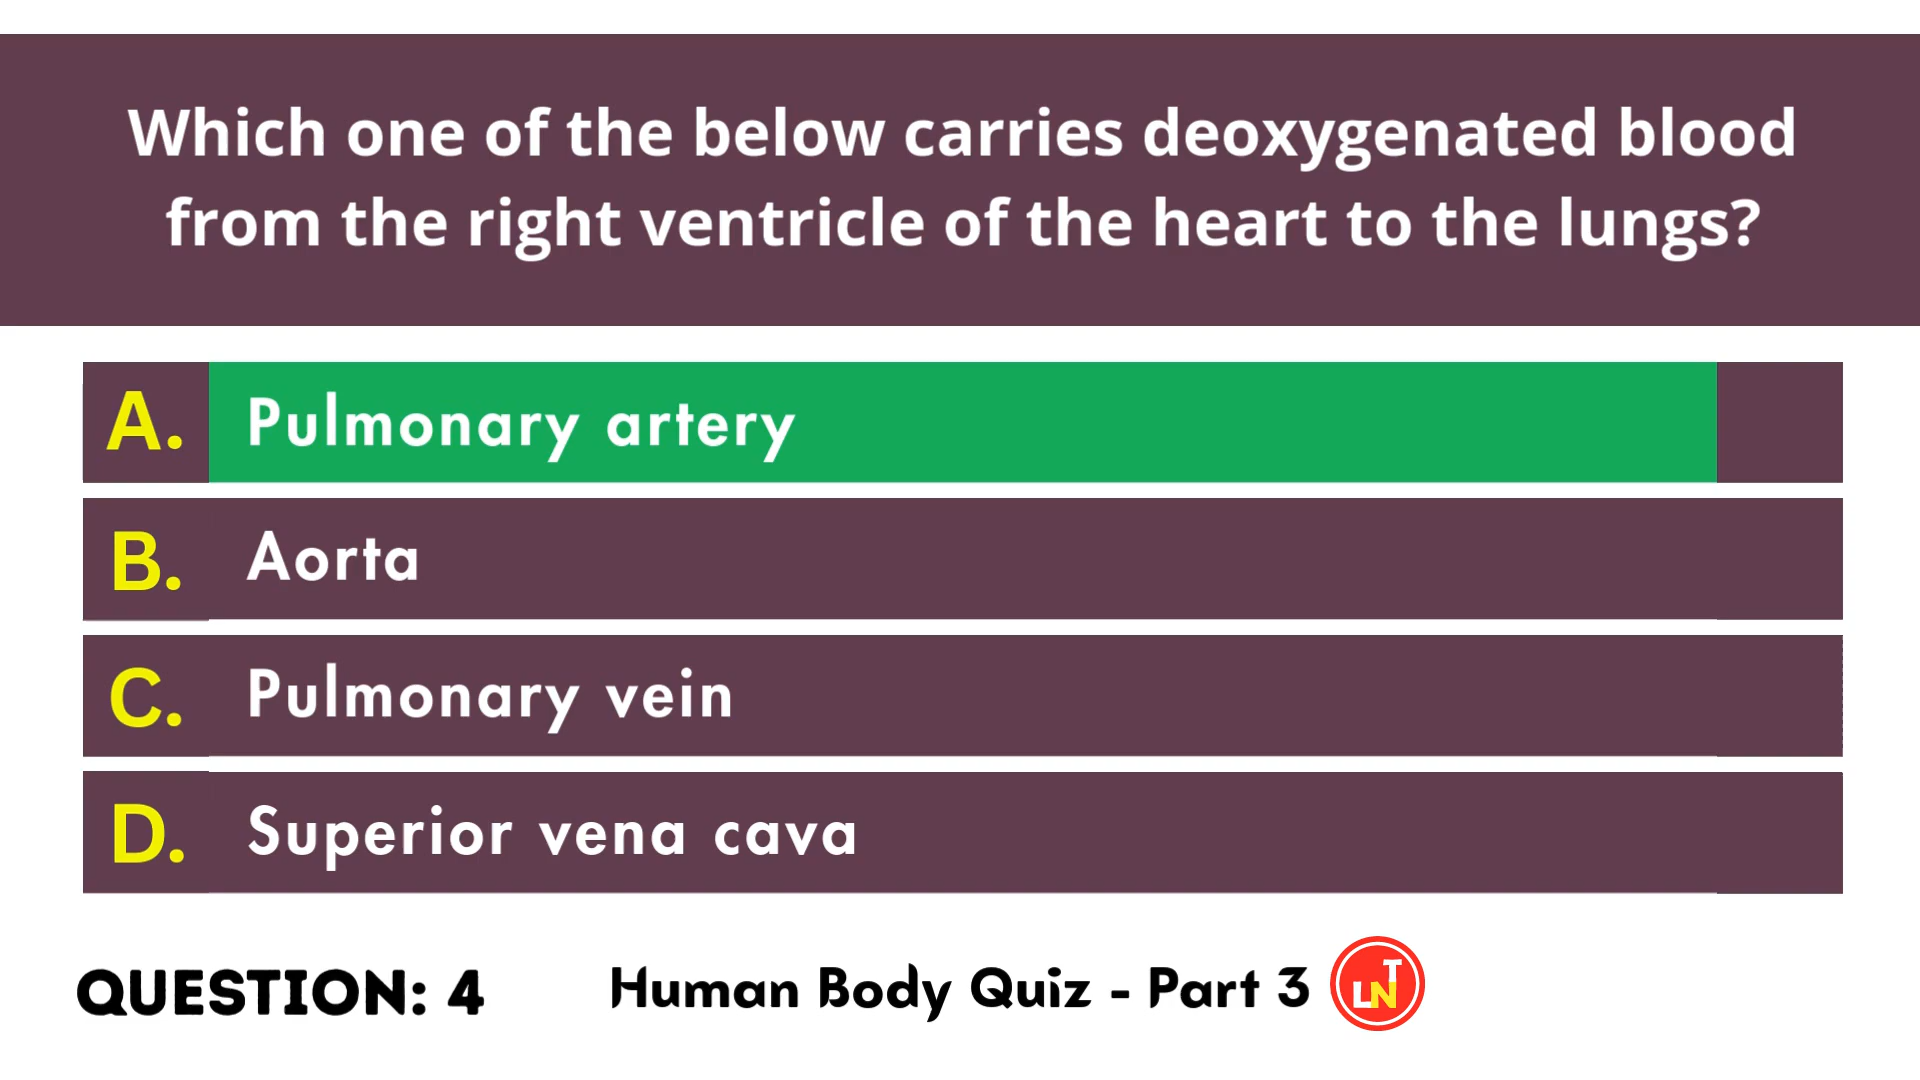 Which one of the below carries deoxygenated blood
from the right ventricle of the heart to the lungs?
A. Pulmonary artery
B. Aorta
C. Pulmonary vein
D. Superior vena cava
QUESTION: 4 Human Body Quiz - Part 3 LNT